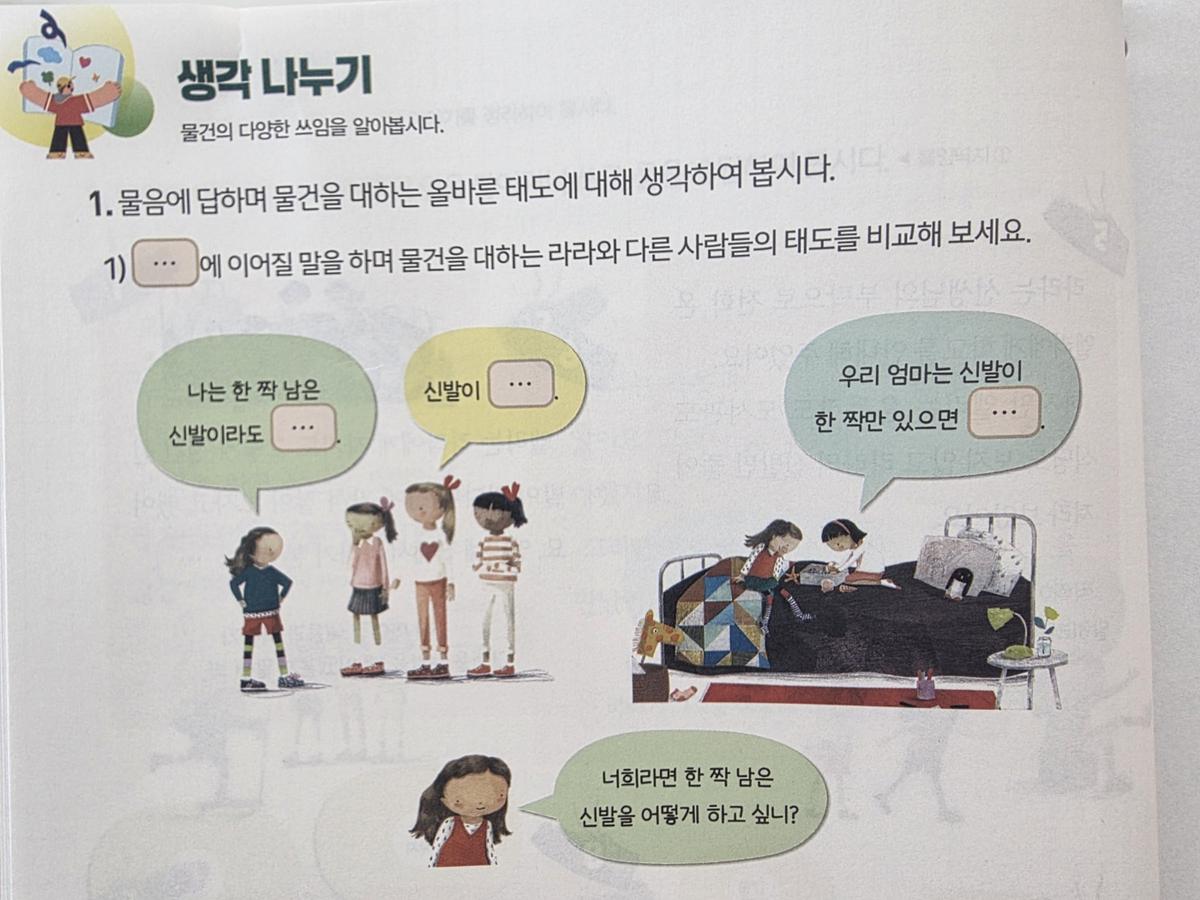 생각 나누기
물건의 다양한 쓰임을 알아봅시다.
1. 물음에 답하며 물건을 대하는 올바른 태도에 대해 생각하여 봅시다.
1) ... 에 이어질 말을 하며 물건을 대하는 라라와 다른 사람들의 태도를 비교해 보세요.
나는 한 짝 남은
신발이라도 ... .
신발이 ... .
우리 엄마는 신발이
한 짝만 있으면 ... .
너희라면 한 짝 남은
신발을 어떻게 하고 싶니?